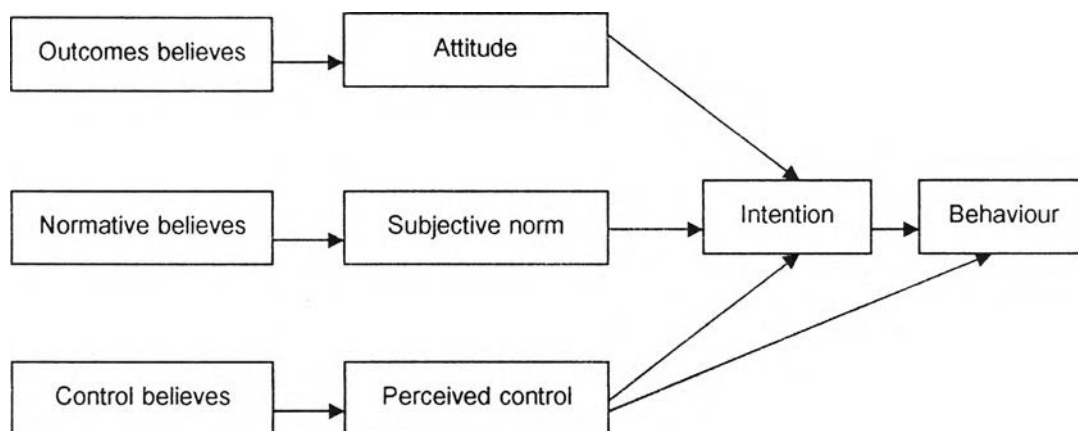 Outcomes believes
Attitude
Normative believes
Subjective norm
Intention
Behaviour
Control believes
Perceived control